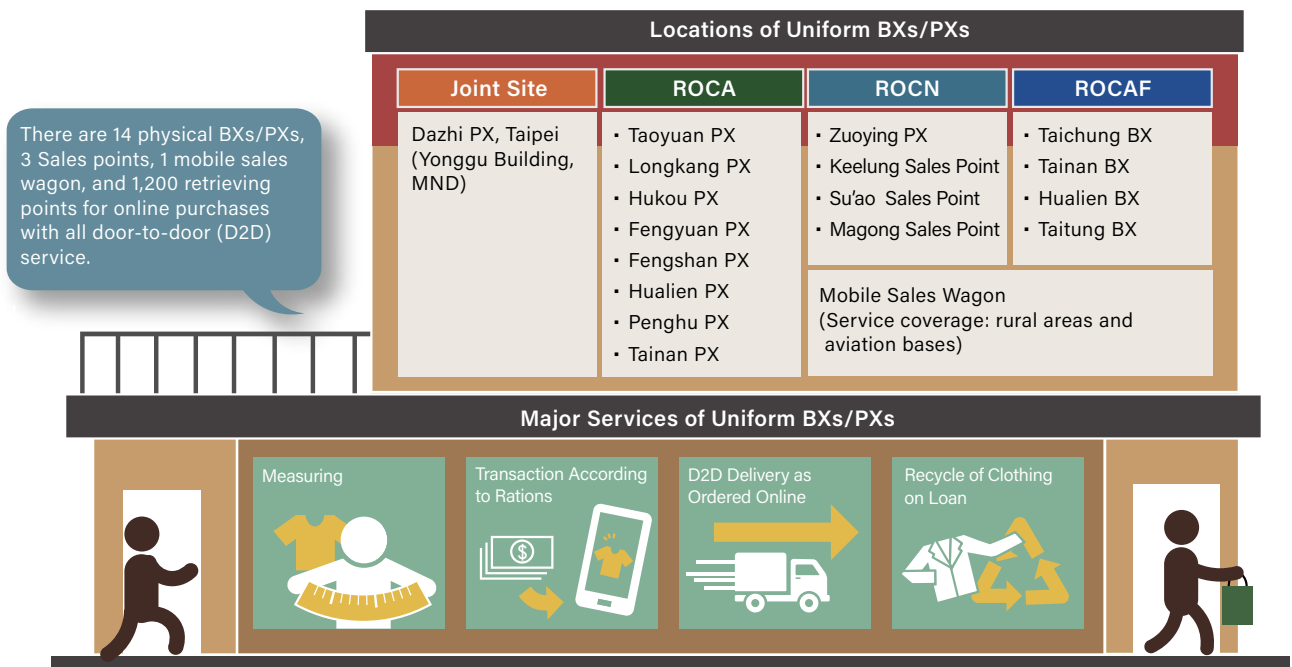 Locations of Uniform BXs/PXs
There are 14 physical BXs/PXs,
3 Sales points, 1 mobile sales
wagon, and 1,200 retrieving
points for online purchases
with all door-to-door (D2D)
service.
Joint Site
Dazhi PX, Taipei
(Yonggu Building,
MND)
ROCA
· Taoyuan PX
· Longkang PX
· Hukou PX
· Fengyuan PX
· Fengshan PX
· Hualien PX
· Penghu PX
· Tainan PX
ROCN
· Zuoying PX
· Keelung Sales Point
· Su'ao Sales Point
· Magong Sales Point
ROCAF
· Taichung BX
· Tainan BX
· Hualien BX
· Taitung BX
Mobile Sales Wagon
(Service coverage: rural areas and
aviation bases)
Major Services of Uniform BXs/PXs
Measuring
Transaction According
to Rations
$
D2D Delivery as
Ordered Online
Recycle of Clothing
on Loan